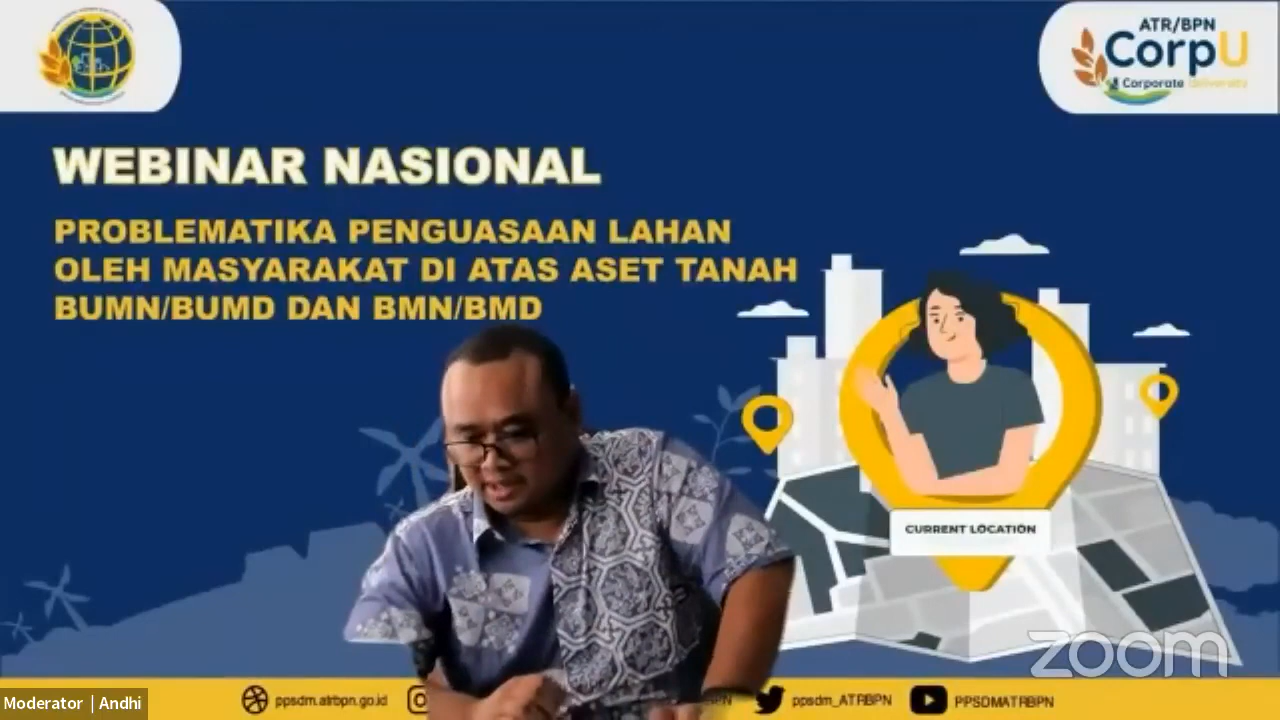 ATR/BPN
CorpU
Corporate University
WEBINAR NASIONAL
PROBLEMATIKA PENGUASAAN LAHAN
OLEH MASYARAKAT DI ATAS ASET TANAH
BUMN/BUMD DAN BMN/BMD
CURRENT LOCATION
zoom
Moderator | Andhi
ppsdm.atrbpn.go.id
BPN
ppsdm_ATRBPN
PPSDMATRBPN